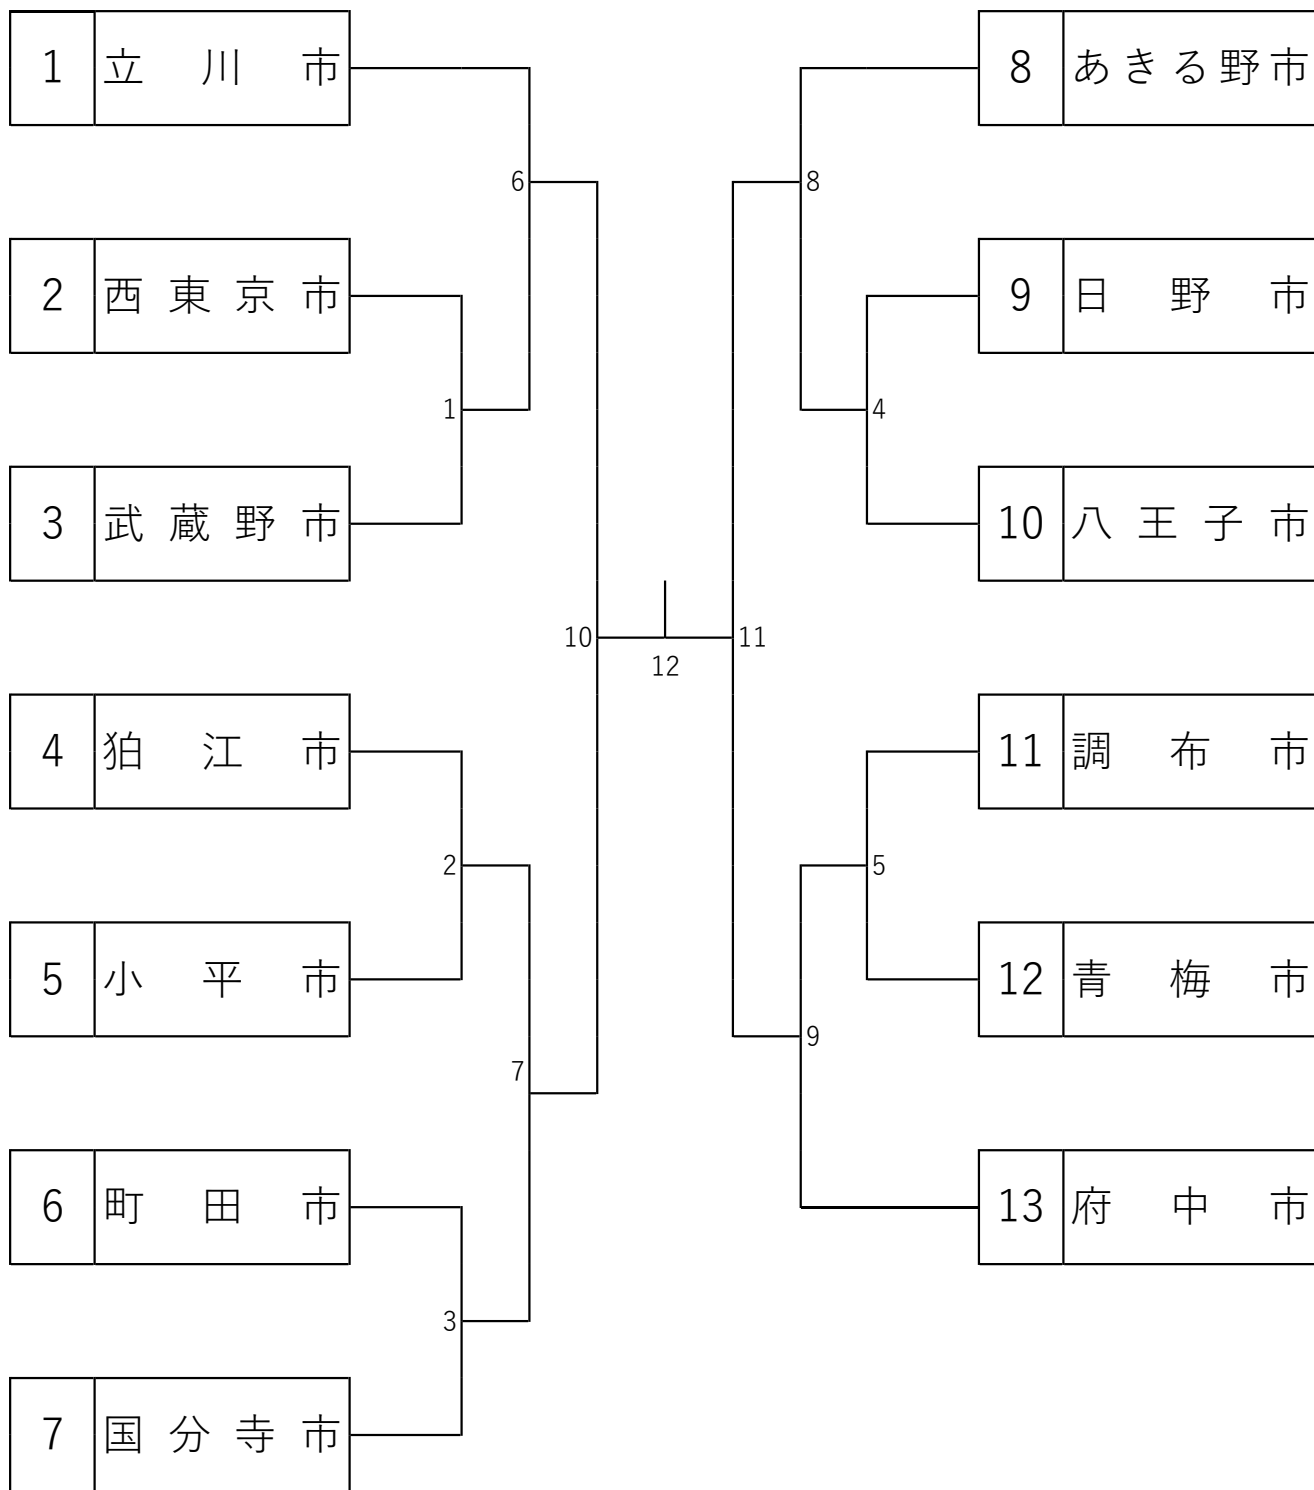 1 立川市
2 西東京市
3 武蔵野市
4 狛江市
5 小平市
6 町田市
7 国分寺市
6
1
10
2
7
3
12
8
4
11
5
9
8 あきる野市
9 日野市
10 八王子市
11 調布市
12 青梅市
13 府中市